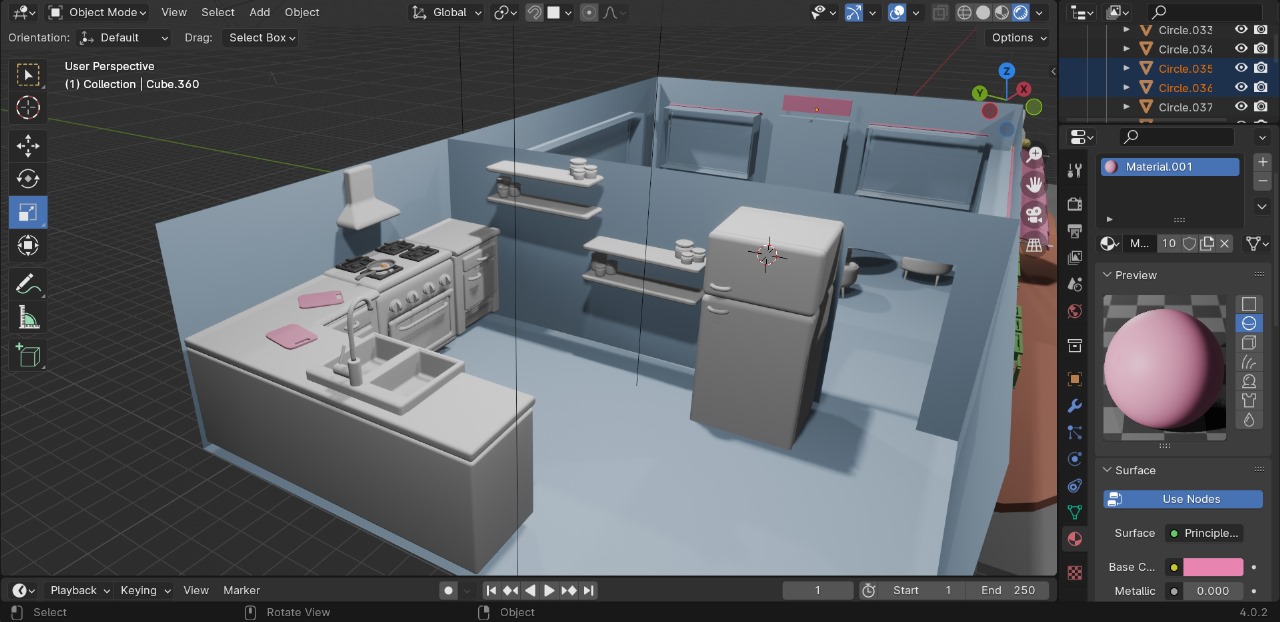 Object Mode View Select Add Object Global
Orientation: Default Drag: Select Box Options
User Perspective
(1) Collection | Cube.360
Z
Y
X
Circle.033
Circle.034
Circle.035
Circle.036
Circle.037
Material.001
M... 10
Preview
Surface
Use Nodes
Surface Principle...
Base C...
Metallic 0.000
Playback Keying View Marker 1 Start 1 End 250
Select Rotate View Object 4.0.2